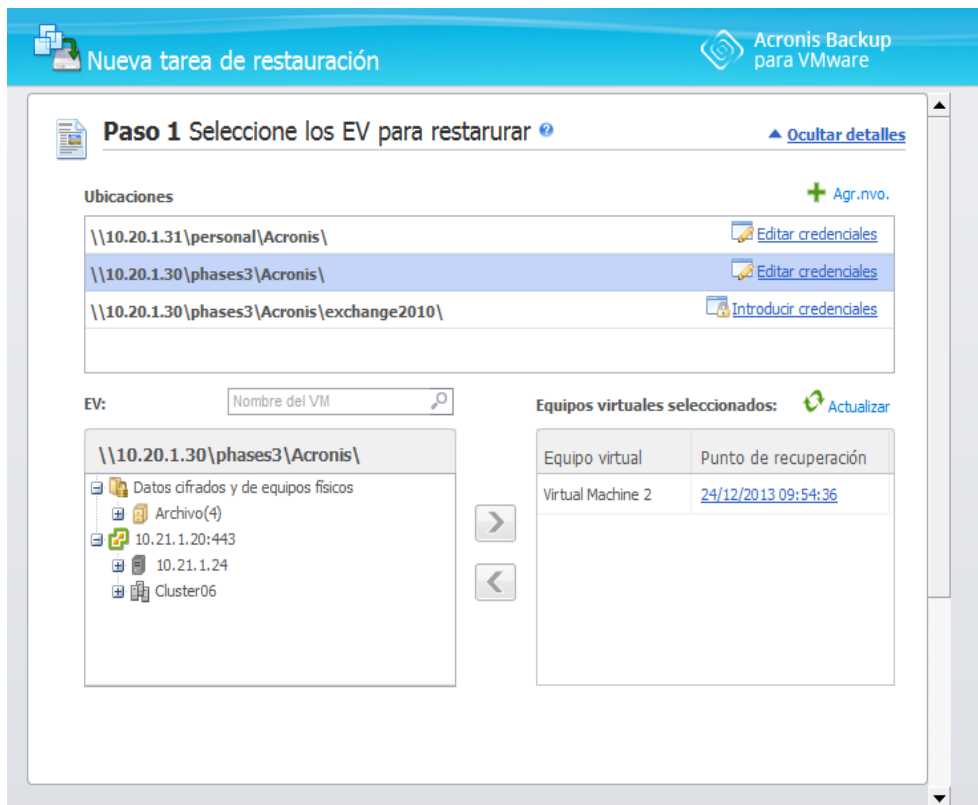 Nueva tarea de restauración
Acronis Backup
para VMware
Paso 1 Seleccione los EV para restarurar
Ocultar detalles
Ubicaciones
Agr.nvo.
\\10.20.1.31\personal\Acronis\
Editar credenciales
\\10.20.1.30\phases3\Acronis\
Editar credenciales
\\10.20.1.30\phases3\Acronis\exchange2010\
Introducir credenciales
EV:
Nombre del VM
Equipos virtuales seleccionados:
Actualizar
\\10.20.1.30\phases3\Acronis\
Datos cifrados y de equipos físicos
Archivo(4)
10.21.1.20:443
10.21.1.24
Cluster06
Equipo virtual
Punto de recuperación
Virtual Machine 2
24/12/2013 09:54:36